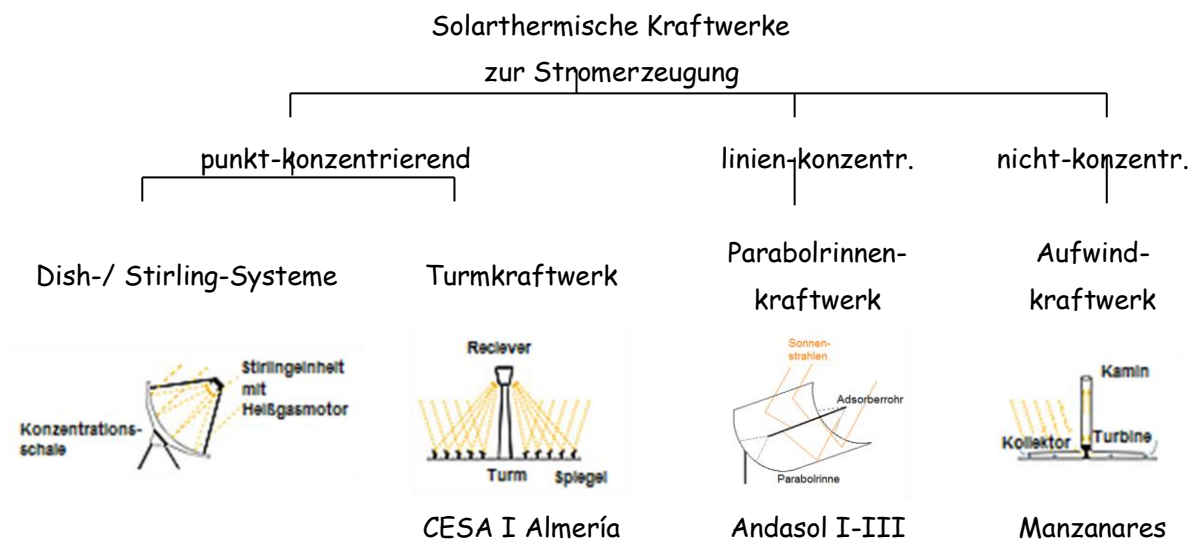 Solarthermische Kraftwerke
zur Stromerzeugung
punkt-konzentrierend
linien-konzentr.
nicht-konzentr.
Dish-/ Stirling-Systeme
Turmkraftwerk
Parabolrinnen-
kraftwerk
Aufwind-
kraftwerk
Stirlingeinheit
mit
Heißgasmotor
Konzentrations-
schale
Reciever
Turm
Spiegel
Sonnen-
strahlen
Adsorberrohr
Parabolrinne
Kamin
Kollektor
Turbine
CESA I Almería
Andasol I-III
Manzanares